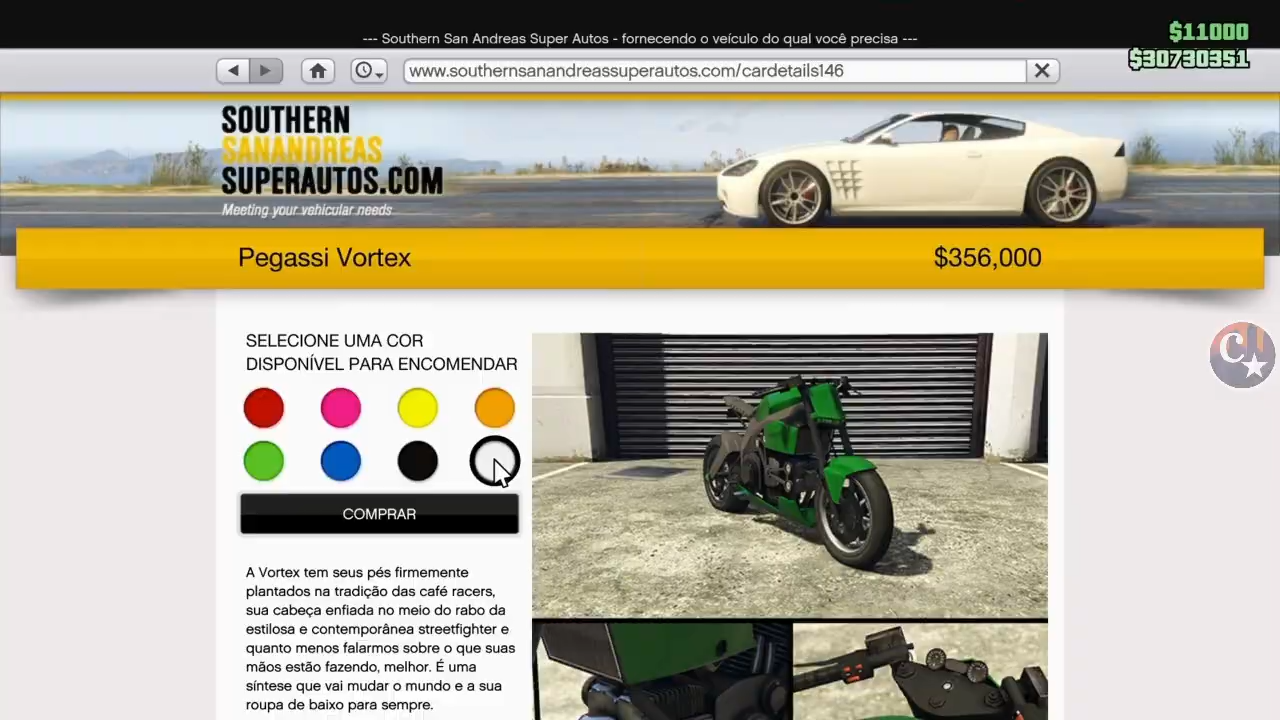 --- Southern San Andreas Super Autos - fornecendo o veículo do qual você precisa ---
$11000
$30730351
www.southernsanandreassuperautos.com/cardetails146
SOUTHERN
SANANDREAS
SUPERAUTOS.COM
Meeting your vehicular needs
Pegassi Vortex
$356,000
SELECIONE UMA COR
DISPONÍVEL PARA ENCOMENDAR
COMPRAR
A Vortex tem seus pés firmemente
plantados na tradição das café racers,
sua cabeça enfiada no meio do rabo da
estilosa e contemporânea streetfighter e
quanto menos falarmos sobre o que suas
mãos estão fazendo, melhor. É uma
síntese que vai mudar o mundo e a sua
roupa de baixo para sempre.
C